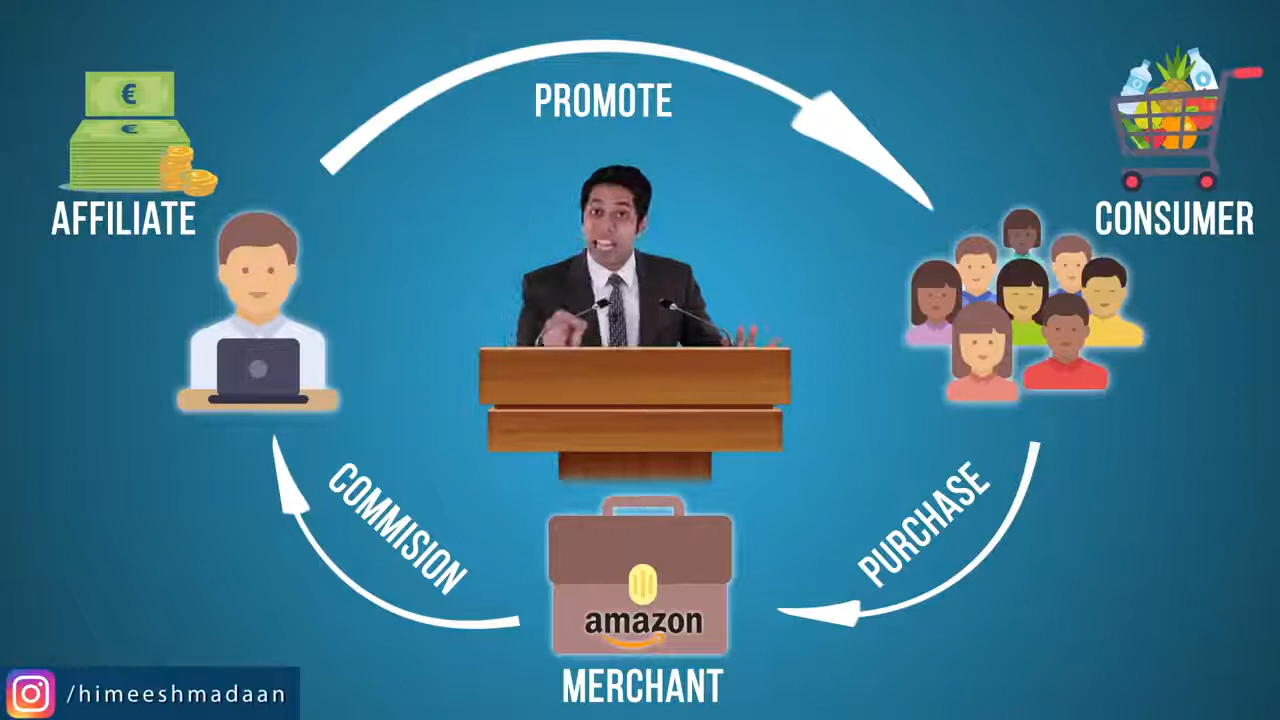 PROMOTE
€
€
AFFILIATE
CONSUMER
COMMISION
PURCHASE
amazon
MERCHANT
/himeeshmadaan